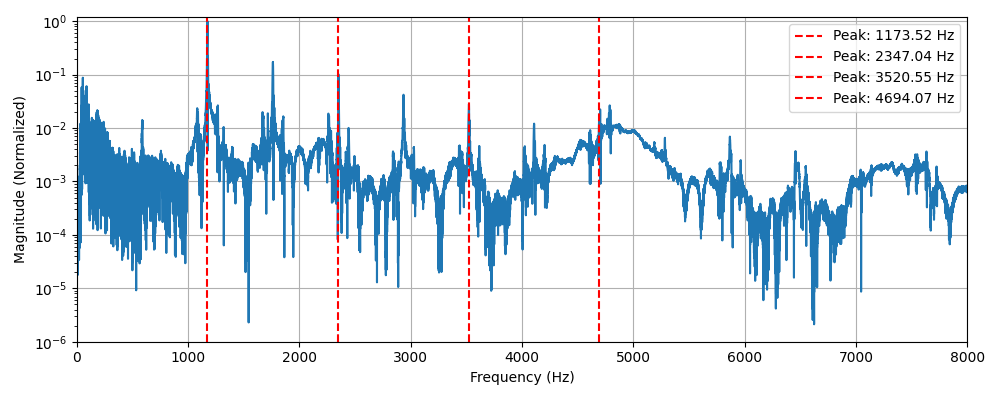 Magnitude (Normalized)
10⁰
10⁻¹
10⁻²
10⁻³
10⁻⁴
10⁻⁵
10⁻⁶
Peak: 1173.52 Hz
Peak: 2347.04 Hz
Peak: 3520.55 Hz
Peak: 4694.07 Hz
0 1000 2000 3000 4000 5000 6000 7000 8000
Frequency (Hz)